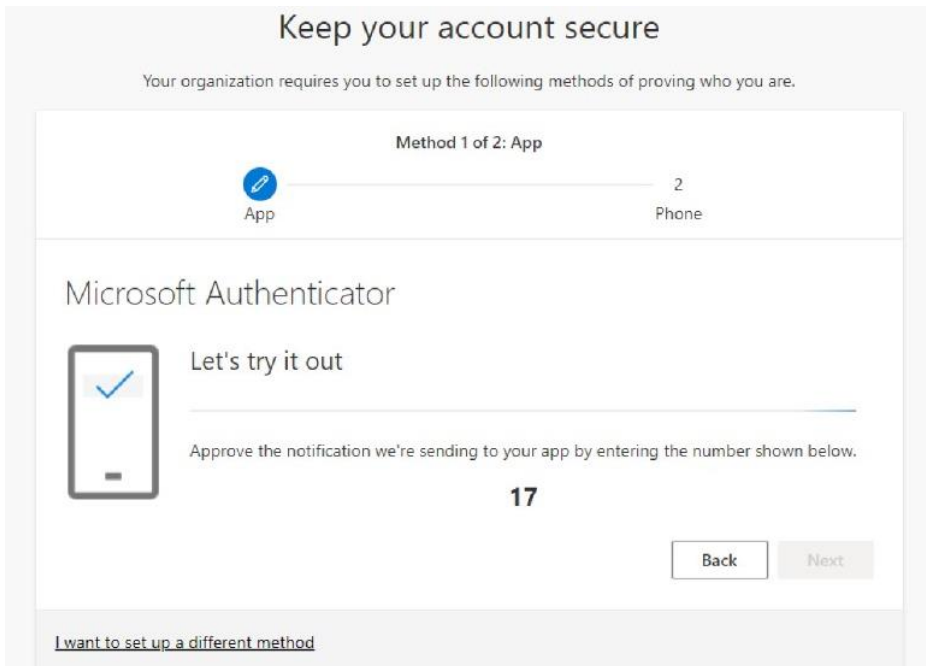 Keep your account secure
Your organization requires you to set up the following methods of proving who you are.
Method 1 of 2: App
2
App
Phone
Microsoft Authenticator
Let's try it out
Approve the notification we're sending to your app by entering the number shown below.
17
Back
Next
I want to set up a different method